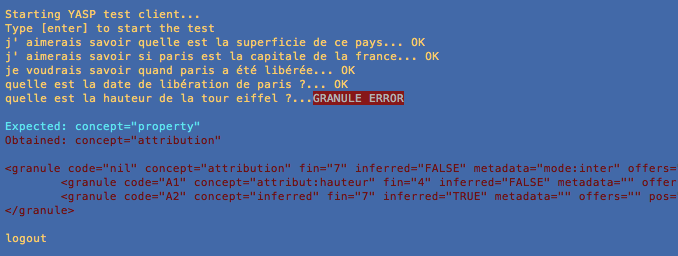 Starting YASP test client...
Type [enter] to start the test
j' aimerais savoir quelle est la superficie de ce pays... OK
j' aimerais savoir si paris est la capitale de la france... OK
je voudrais savoir quand paris a été libérée... OK
quelle est la date de libération de paris ?... OK
quelle est la hauteur de la tour eiffel ?...GRANULE ERROR
Expected: concept="property"
Obtained: concept="attribution"
<granule code="nil" concept="attribution" fin="7" inferred="FALSE" metadata="mode:inter" offers=
<granule code="A1" concept="attribut:hauteur" fin="4" inferred="FALSE" metadata="" offer
<granule code="A2" concept="inferred" fin="7" inferred="TRUE" metadata="" offers="" pos=
</granule>
logout